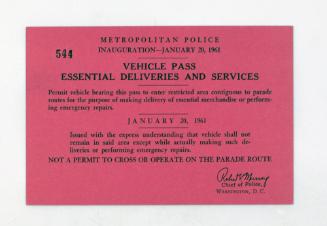 METROPOLITAN POLICE
544
INAUGURATION—JANUARY 20, 1961
VEHICLE PASS
ESSENTIAL DELIVERIES AND SERVICES
Permit vehicle bearing this pass to enter restricted area contiguous to parade
routes for the purpose of making delivery of essential merchandise or perform-
ing emergency repairs.
JANUARY 20, 1961
Issued with the express understanding that vehicle shall not
remain in said area except while actually making such de-
liveries or performing emergency repairs.
NOT A PERMIT TO CROSS OR OPERATE ON THE PARADE ROUTE
Robt V Murray
Chief of Police,
WASHINGTON, D. C.